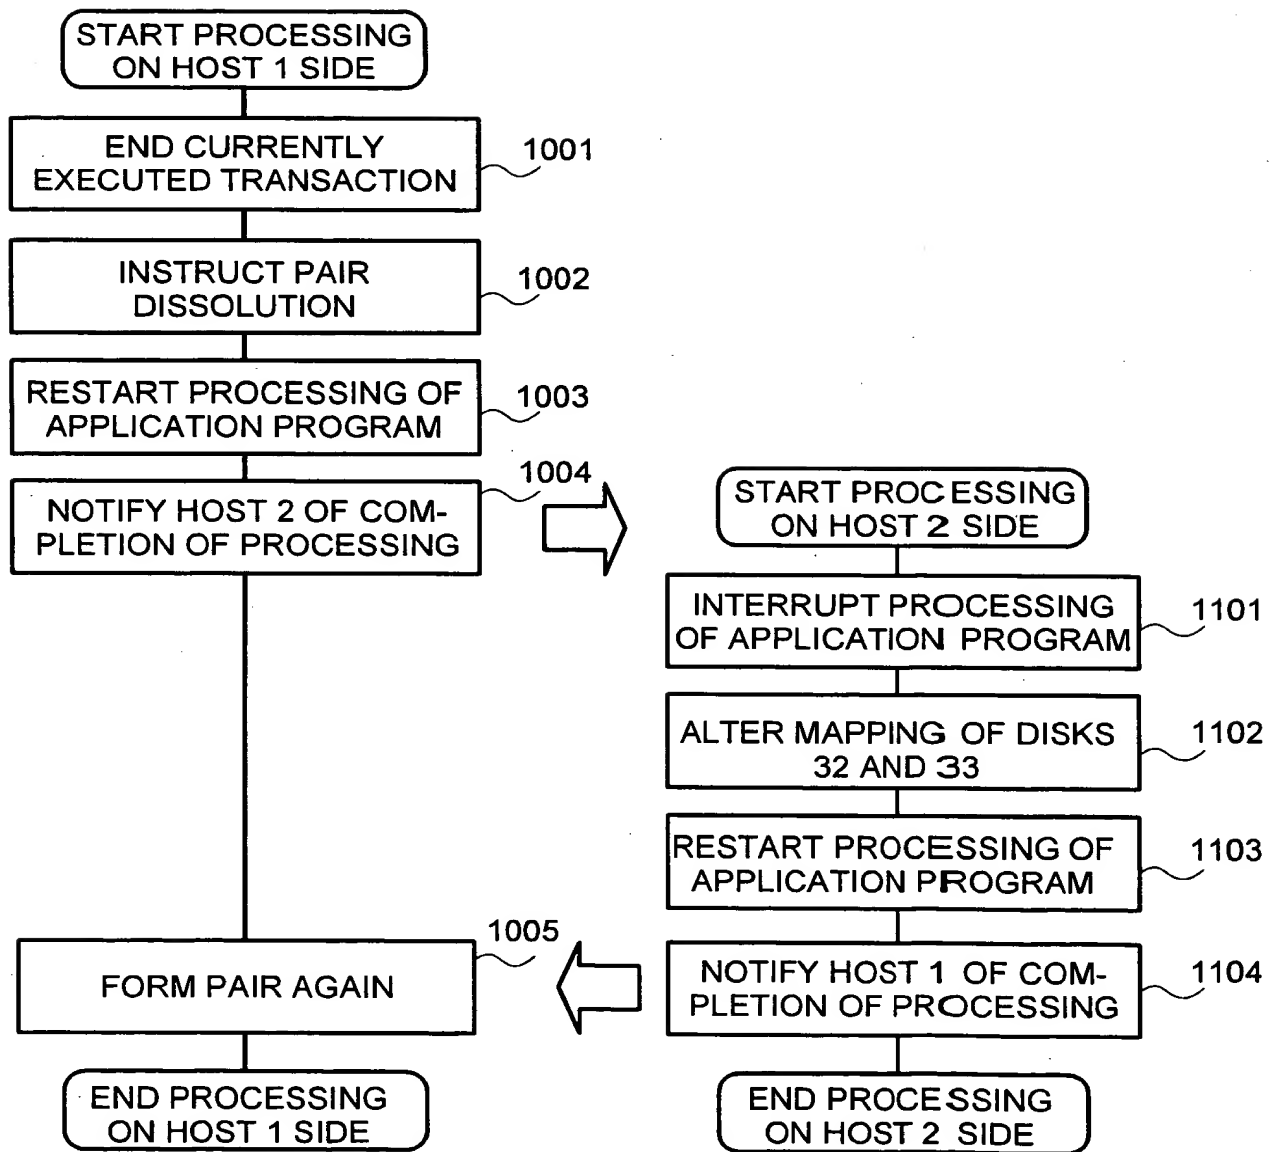 START PROCESSING
ON HOST 1 SIDE
END CURRENTLY
EXECUTED TRANSACTION
1001
INSTRUCT PAIR
DISSOLUTION
1002
RESTART PROCESSING OF
APPLICATION PROGRAM
1003
NOTIFY HOST 2 OF COM-
PLETION OF PROCESSING
1004
START PROCESSING
ON HOST 2 SIDE
INTERRUPT PROCESSING
OF APPLICATION PROGRAM
1101
ALTER MAPPING OF DISKS
32 AND 33
1102
RESTART PROCESSING OF
APPLICATION PROGRAM
1103
NOTIFY HOST 1 OF COM-
PLETION OF PROCESSING
1104
FORM PAIR AGAIN
1005
END PROCESSING
ON HOST 1 SIDE
END PROCESSING
ON HOST 2 SIDE